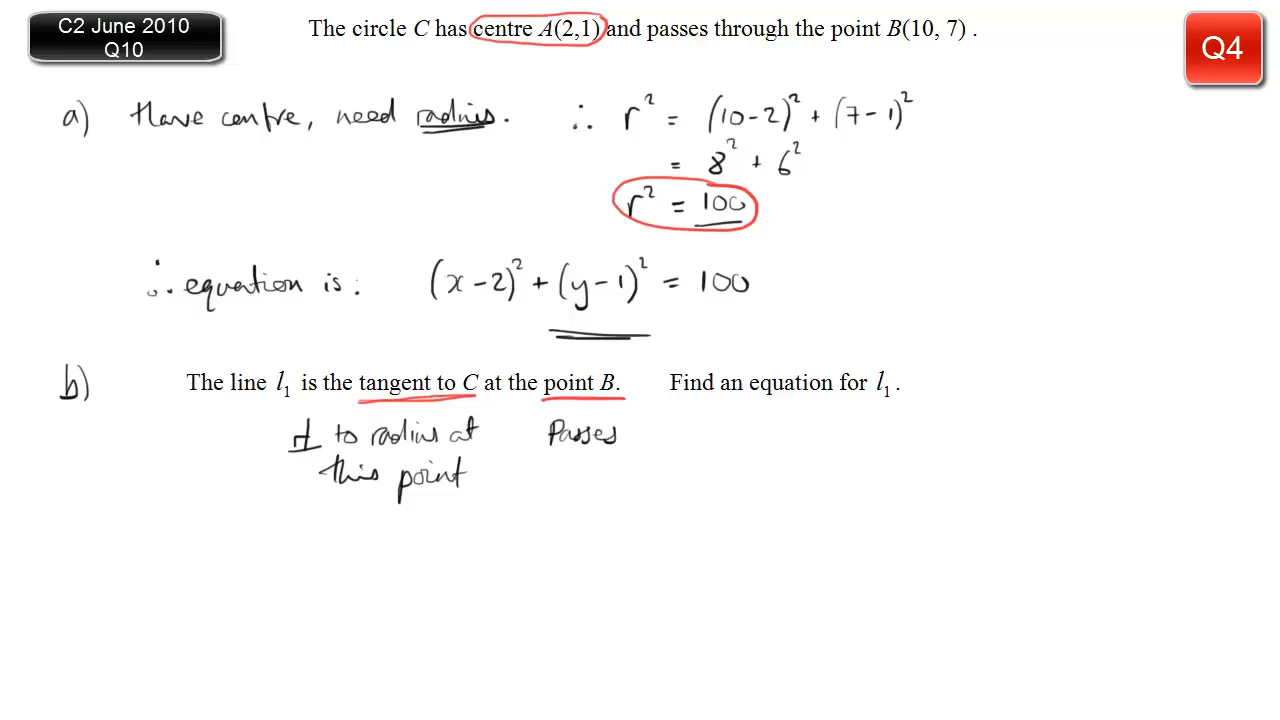 C2 June 2010
Q10
The circle C has centre A(2,1) and passes through the point B(10, 7) .
Q4
a) Have centre, need radius. ∴ r² = (10-2)² + (7-1)²
= 8² + 6²
r² = 100
∴ equation is: (x-2)² + (y-1)² = 100
b) The line l₁ is the tangent to C at the point B. Find an equation for l₁ .
⊥ to radius at Passes
this point